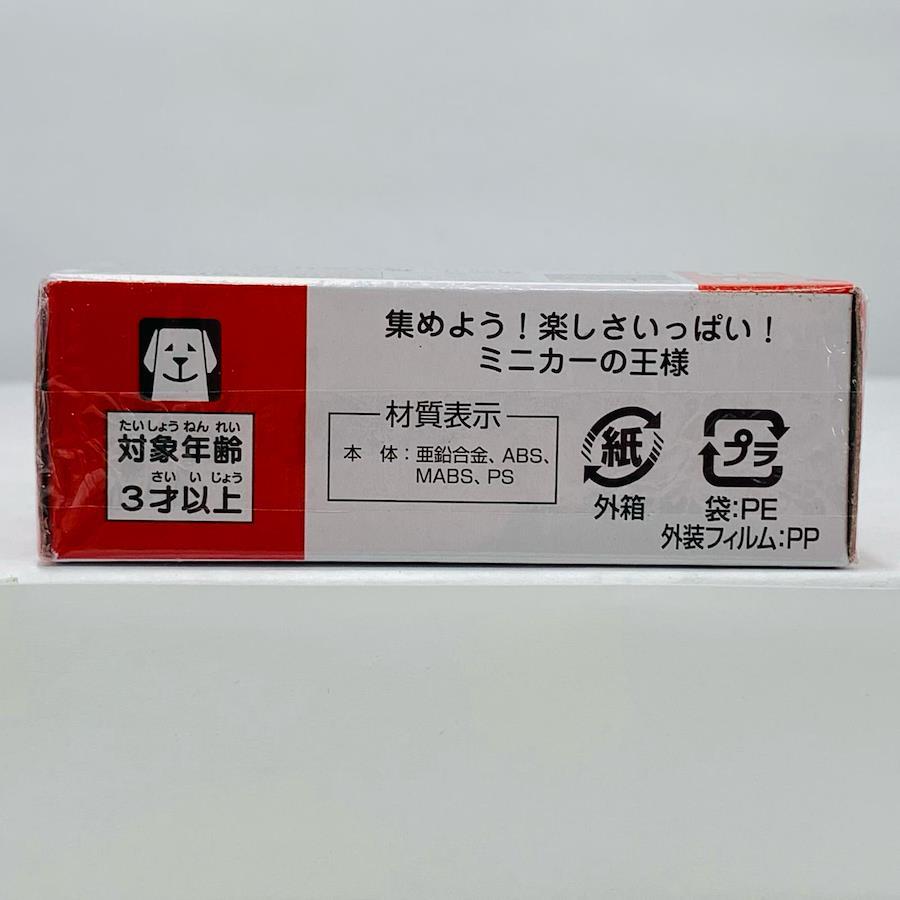 集めよう！楽しさいっぱい！
ミニカーの王様
たいしょう ねん れい
対象年齢
さい い じょう
3才以上
材質表示
本　体：亜鉛合金、ABS、
MABS、PS
紙
外箱
プラ
袋:PE
外装フィルム:PP